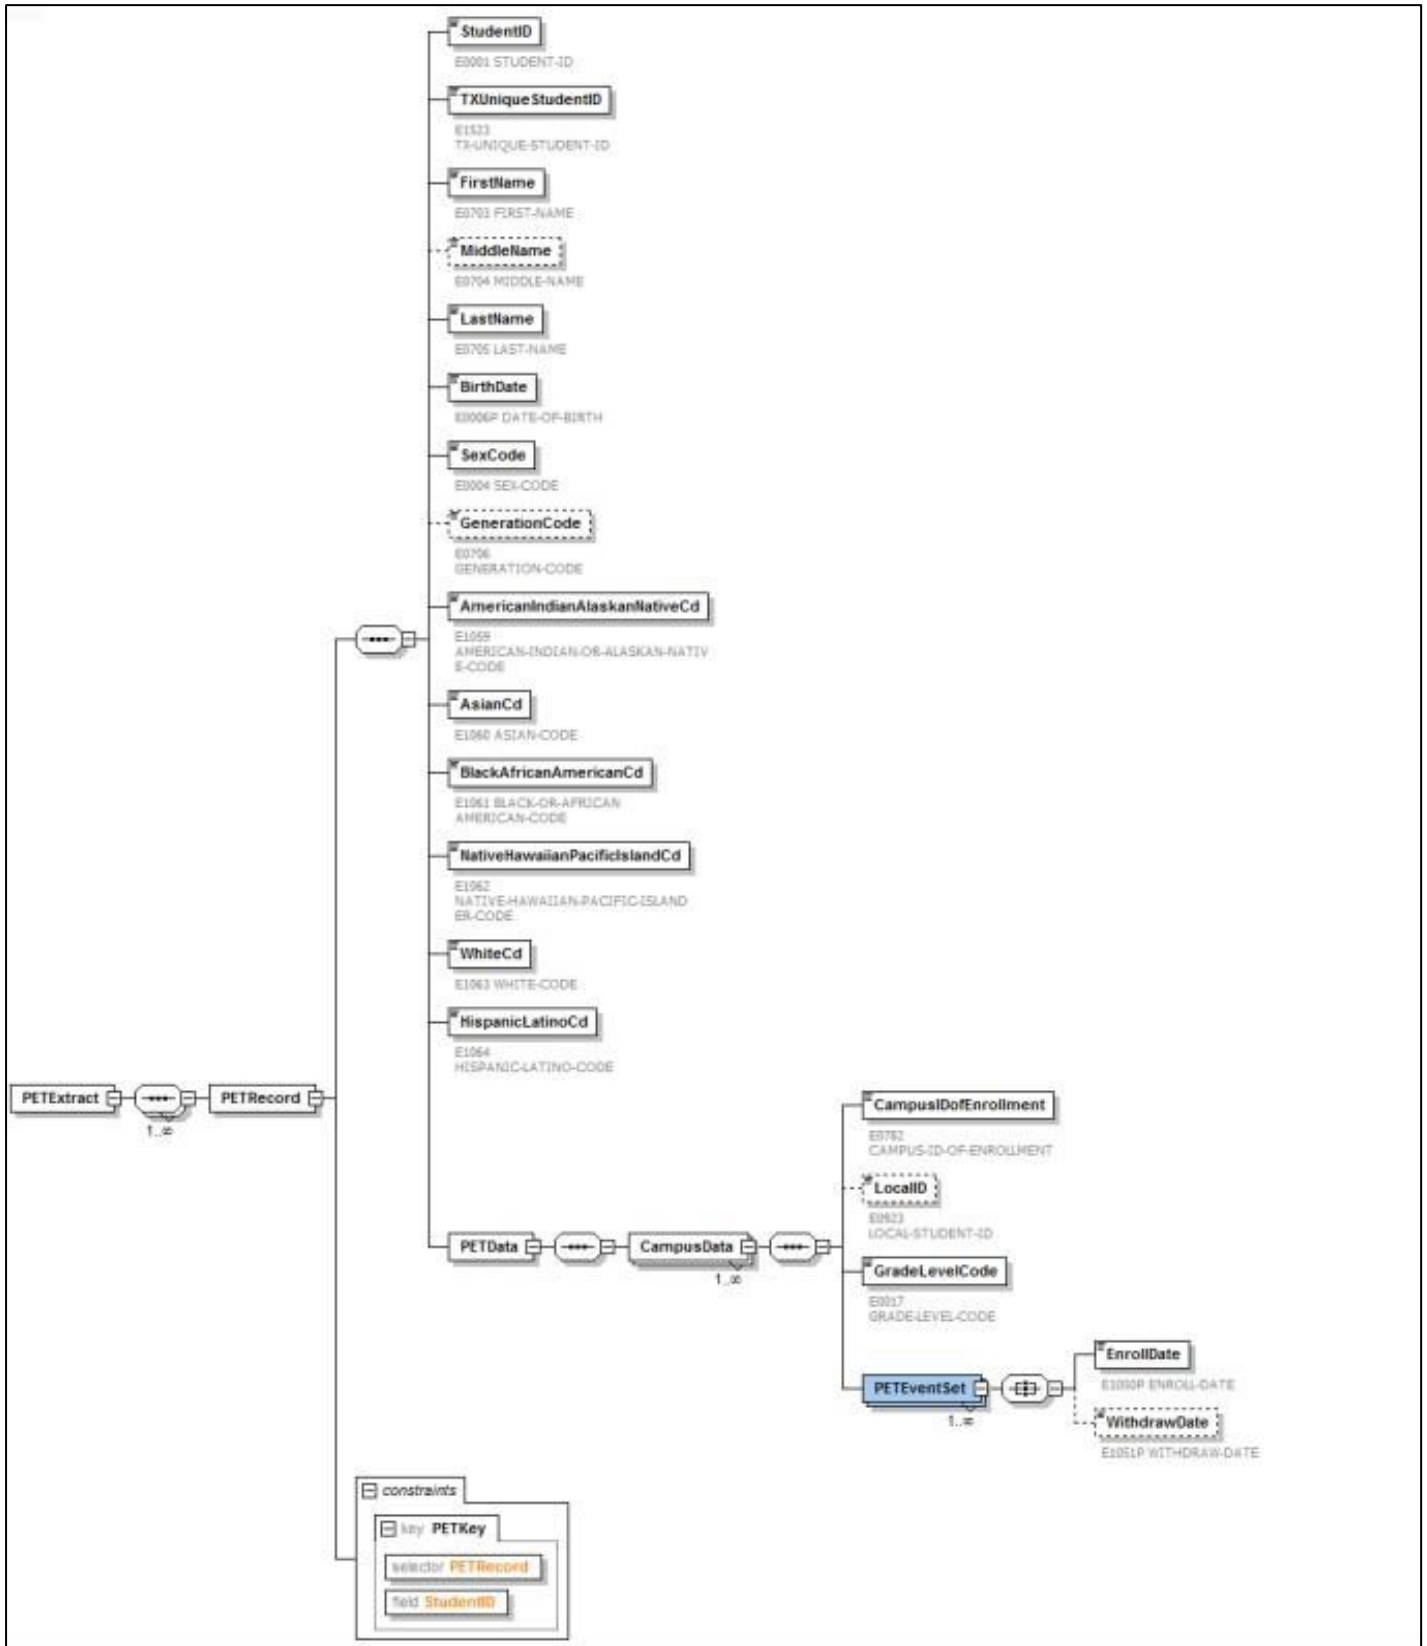 StudentID
E0001 STUDENT-ID
TXUniqueStudentID
E1523
TX-UNIQUE-STUDENT-ID
FirstName
E0703 FIRST-NAME
MiddleName
E0704 MIDDLE-NAME
LastName
E0705 LAST-NAME
BirthDate
E0006P DATE-OF-BIRTH
SexCode
E0004 SEX-CODE
GenerationCode
E0706
GENERATION-CODE
AmericanIndianAlaskanNativeCd
E1059
AMERICAN-INDIAN-OR-ALASKAN-NATIV
E-CODE
AsianCd
E1060 ASIAN-CODE
BlackAfricanAmericanCd
E1061 BLACK-OR-AFRICAN
AMERICAN-CODE
NativeHawaiianPacificIslandCd
E1062
NATIVE-HAWAIIAN-PACIFIC-ISLAND
ER-CODE
WhiteCd
E1063 WHITE-CODE
HispanicLatinoCd
E1064
HISPANIC-LATINO-CODE
PETExtract
1..∞
PETRecord
PETData
CampusData
1..∞
CampusIDofEnrollment
E0782
CAMPUS-ID-OF-ENROLLMENT
LocalID
E0923
LOCAL-STUDENT-ID
GradeLevelCode
E0017
GRADE-LEVEL-CODE
PETEventSet
1..∞
EnrollDate
E1050P ENROLL-DATE
WithdrawDate
E1051P WITHDRAW-DATE
constraints
key PETKey
selector PETRecord
field StudentID